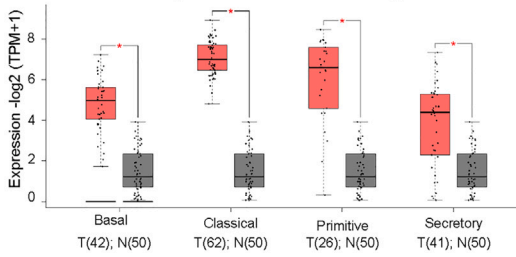 Expression -log2 (TPM+1)
8
6
4
2
0
*
*
*
*
Basal
Classical
Primitive
Secretory
T(42); N(50)
T(62); N(50)
T(26); N(50)
T(41); N(50)